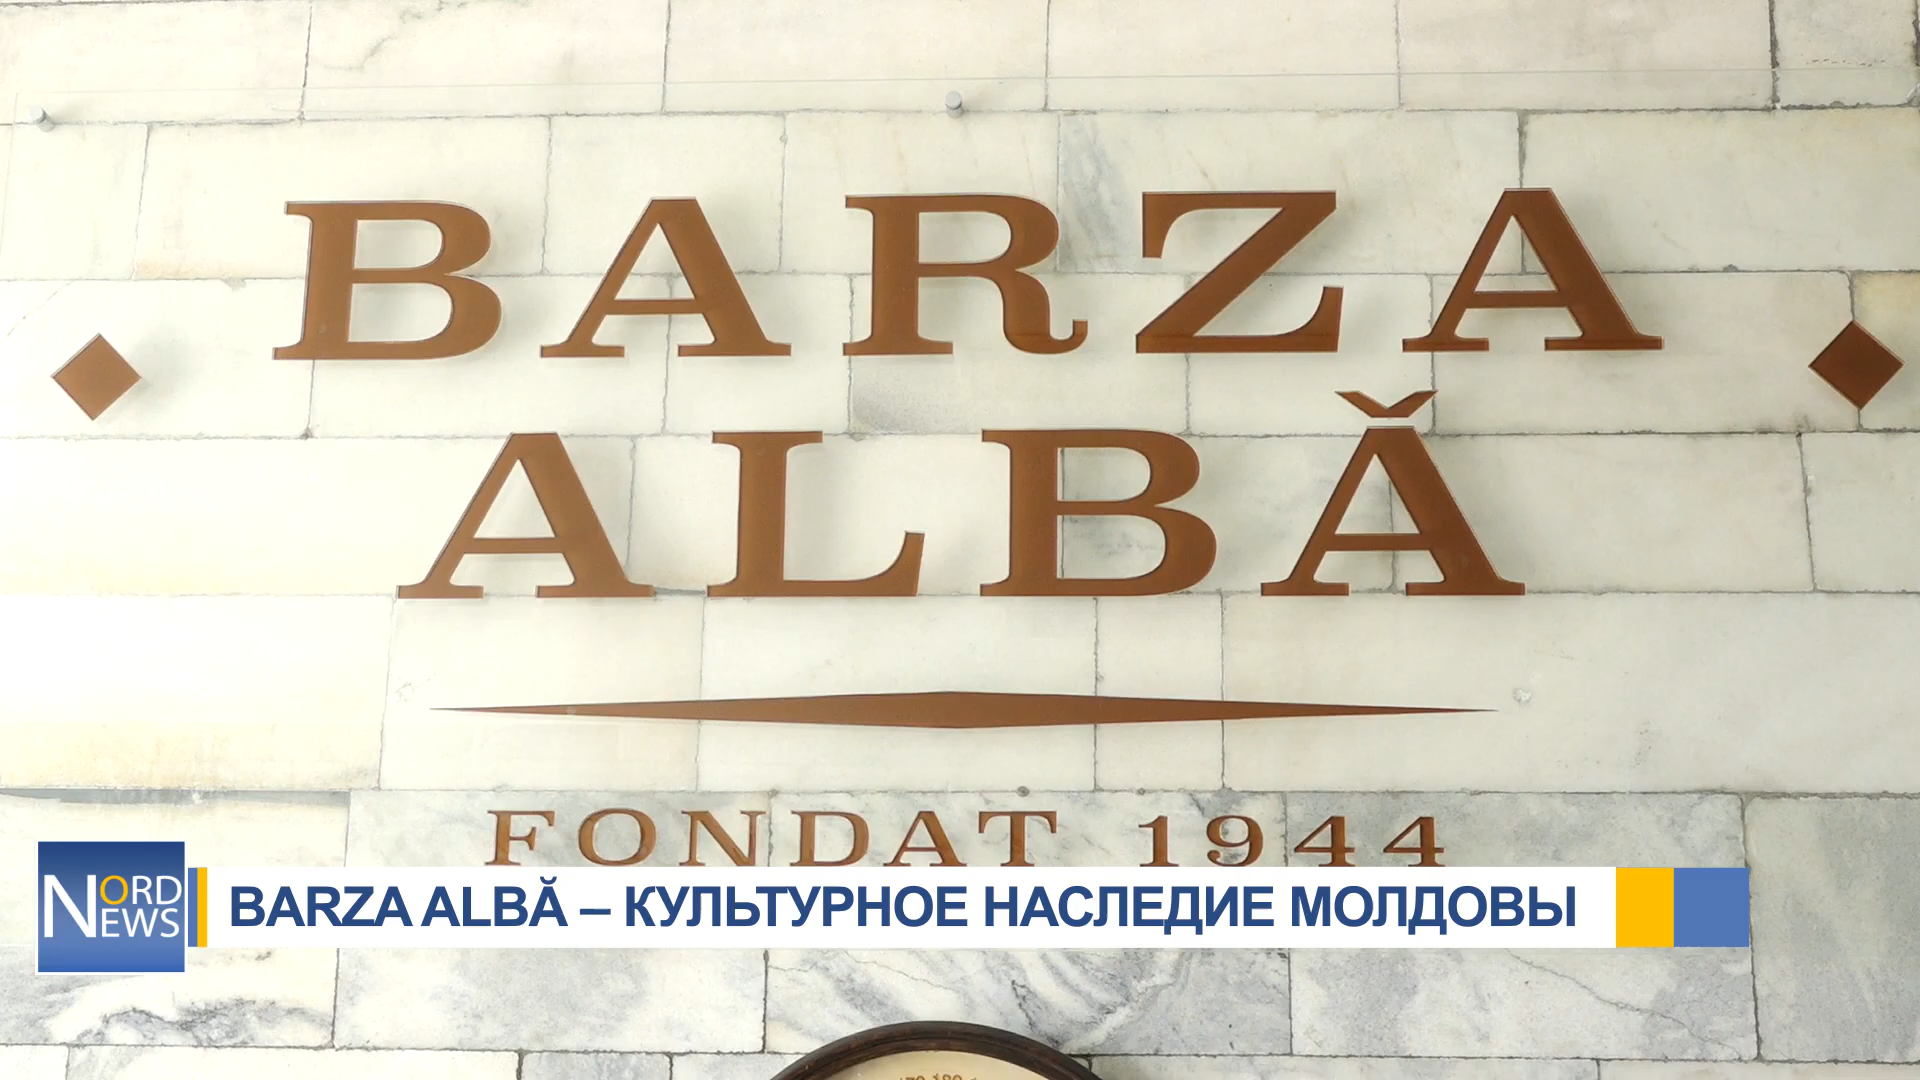 BARZA
ALBĂ
FONDAT 1944
NORD
NEWS
BARZA ALBĂ – КУЛЬТУРНОЕ НАСЛЕДИЕ МОЛДОВЫ